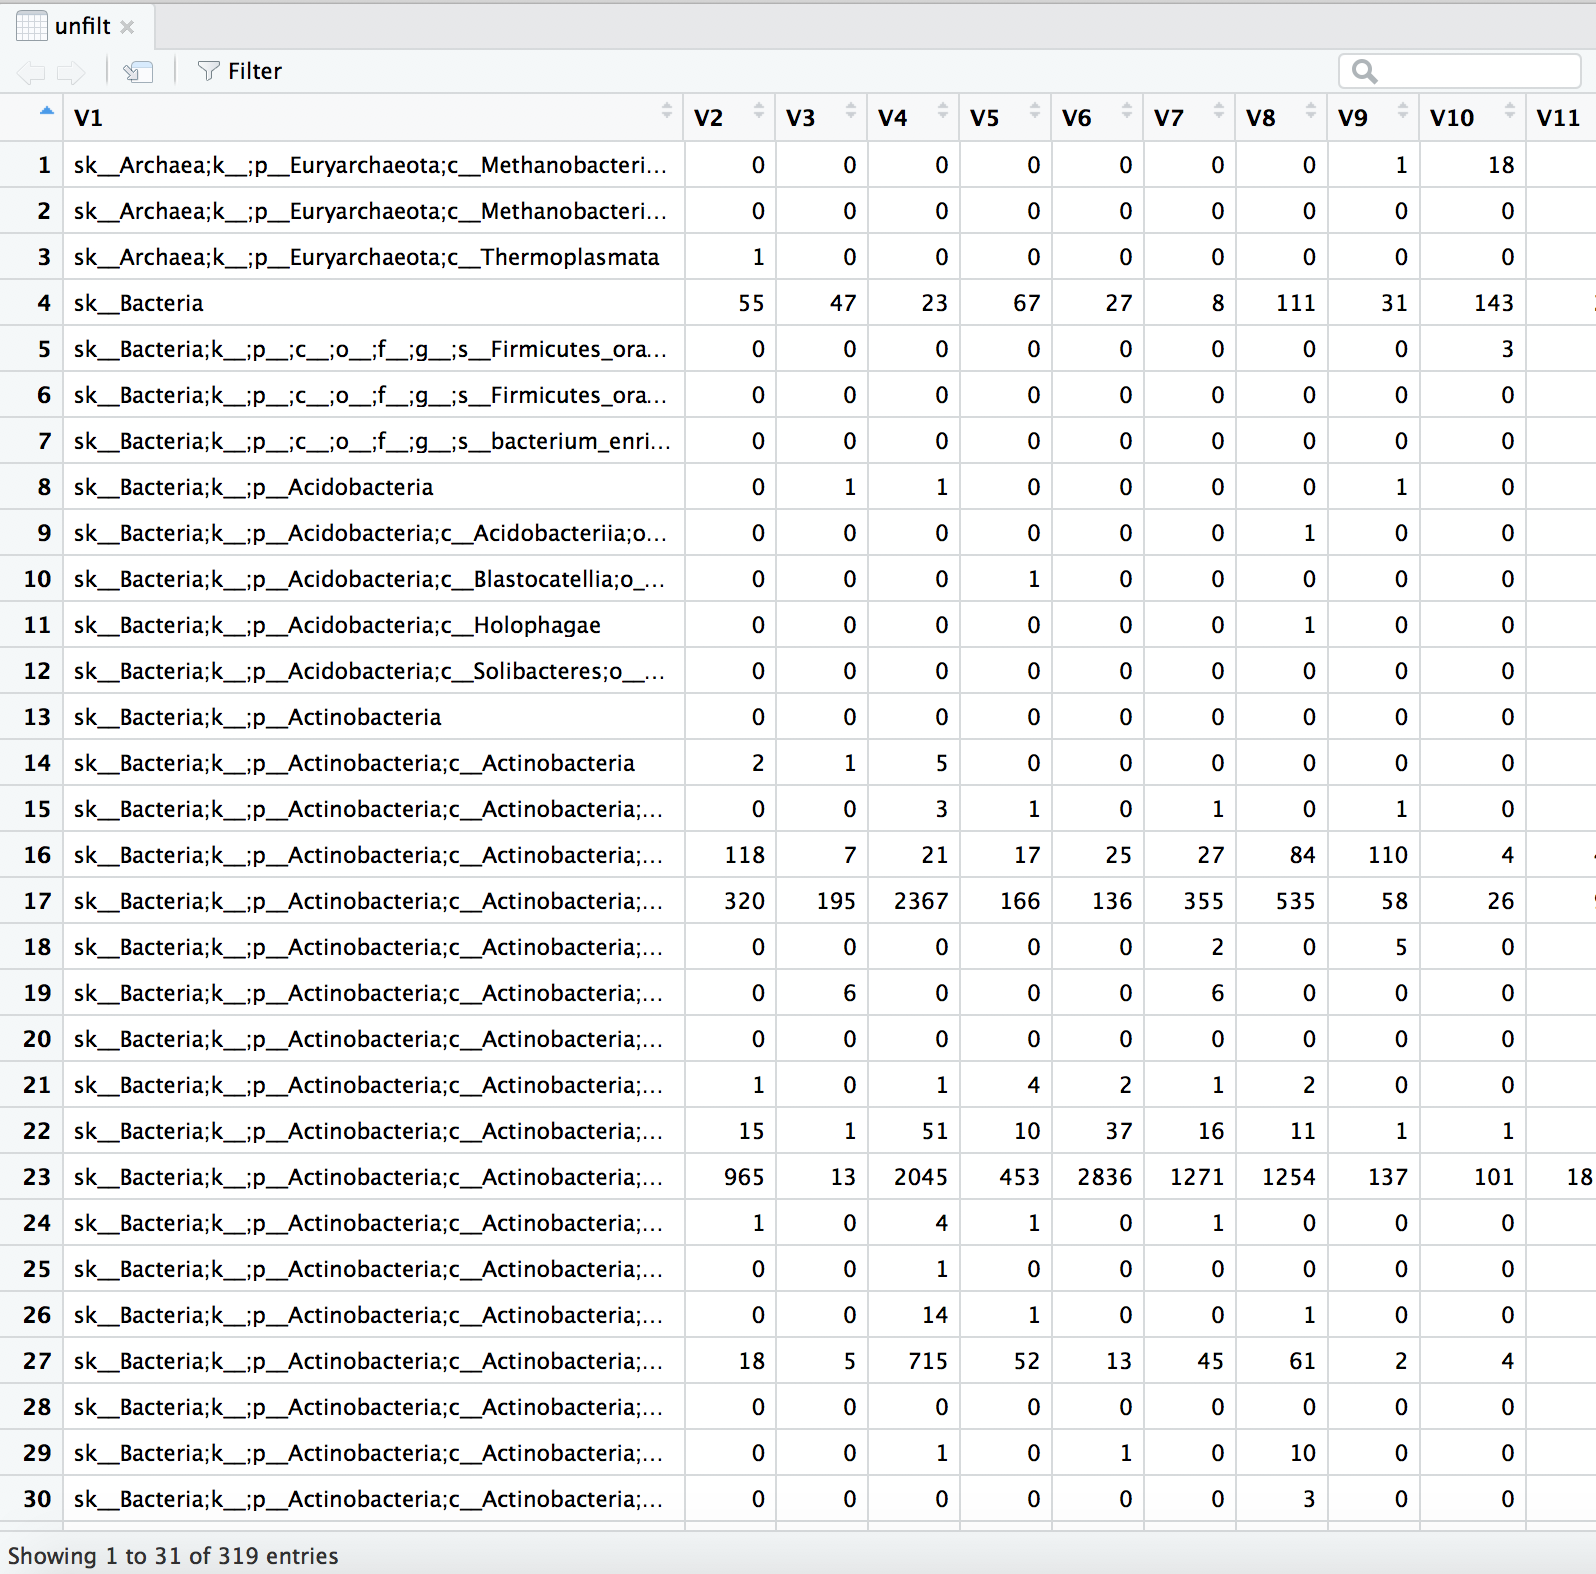 unfilt
Filter
V1 V2 V3 V4 V5 V6 V7 V8 V9 V10 V11
1 sk__Archaea;k__;p__Euryarchaeota;c__Methanobacteri... 0 0 0 0 0 0 0 1 18
2 sk__Archaea;k__;p__Euryarchaeota;c__Methanobacteri... 0 0 0 0 0 0 0 0 0
3 sk__Archaea;k__;p__Euryarchaeota;c__Thermoplasmata 1 0 0 0 0 0 0 0 0
4 sk__Bacteria 55 47 23 67 27 8 111 31 143
5 sk__Bacteria;k__;p__;c__;o__;f__;g__;s__Firmicutes_ora... 0 0 0 0 0 0 0 0 3
6 sk__Bacteria;k__;p__;c__;o__;f__;g__;s__Firmicutes_ora... 0 0 0 0 0 0 0 0 0
7 sk__Bacteria;k__;p__;c__;o__;f__;g__;s__bacterium_enri... 0 0 0 0 0 0 0 0 0
8 sk__Bacteria;k__;p__Acidobacteria 0 1 1 0 0 0 0 1 0
9 sk__Bacteria;k__;p__Acidobacteria;c__Acidobacteriia;o... 0 0 0 0 0 0 1 0 0
10 sk__Bacteria;k__;p__Acidobacteria;c__Blastocatellia;o_... 0 0 0 1 0 0 0 0 0
11 sk__Bacteria;k__;p__Acidobacteria;c__Holophagae 0 0 0 0 0 0 1 0 0
12 sk__Bacteria;k__;p__Acidobacteria;c__Solibacteres;o__... 0 0 0 0 0 0 0 0 0
13 sk__Bacteria;k__;p__Actinobacteria 0 0 0 0 0 0 0 0 0
14 sk__Bacteria;k__;p__Actinobacteria;c__Actinobacteria 2 1 5 0 0 0 0 0 0
15 sk__Bacteria;k__;p__Actinobacteria;c__Actinobacteria;... 0 0 3 1 0 1 0 1 0
16 sk__Bacteria;k__;p__Actinobacteria;c__Actinobacteria;... 118 7 21 17 25 27 84 110 4
17 sk__Bacteria;k__;p__Actinobacteria;c__Actinobacteria;... 320 195 2367 166 136 355 535 58 26
18 sk__Bacteria;k__;p__Actinobacteria;c__Actinobacteria;... 0 0 0 0 0 2 0 5 0
19 sk__Bacteria;k__;p__Actinobacteria;c__Actinobacteria;... 0 6 0 0 0 6 0 0 0
20 sk__Bacteria;k__;p__Actinobacteria;c__Actinobacteria;... 0 0 0 0 0 0 0 0 0
21 sk__Bacteria;k__;p__Actinobacteria;c__Actinobacteria;... 1 0 1 4 2 1 2 0 0
22 sk__Bacteria;k__;p__Actinobacteria;c__Actinobacteria;... 15 1 51 10 37 16 11 1 1
23 sk__Bacteria;k__;p__Actinobacteria;c__Actinobacteria;... 965 13 2045 453 2836 1271 1254 137 101 18
24 sk__Bacteria;k__;p__Actinobacteria;c__Actinobacteria;... 1 0 4 1 0 1 0 0 0
25 sk__Bacteria;k__;p__Actinobacteria;c__Actinobacteria;... 0 0 1 0 0 0 0 0 0
26 sk__Bacteria;k__;p__Actinobacteria;c__Actinobacteria;... 0 0 14 1 0 0 1 0 0
27 sk__Bacteria;k__;p__Actinobacteria;c__Actinobacteria;... 18 5 715 52 13 45 61 2 4
28 sk__Bacteria;k__;p__Actinobacteria;c__Actinobacteria;... 0 0 0 0 0 0 0 0 0
29 sk__Bacteria;k__;p__Actinobacteria;c__Actinobacteria;... 0 0 1 0 1 0 10 0 0
30 sk__Bacteria;k__;p__Actinobacteria;c__Actinobacteria;... 0 0 0 0 0 0 3 0 0
Showing 1 to 31 of 319 entries